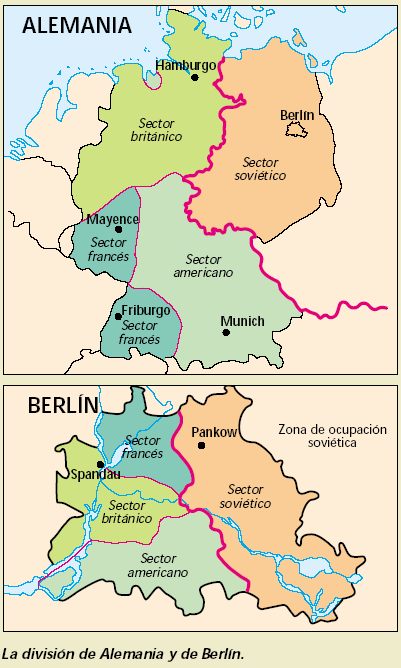 ALEMANIA
Hamburgo
Sector
británico
Berlín
Sector
soviético
Mayence
Sector
francés
Sector
americano
Friburgo
Sector
francés
Munich
BERLÍN
Sector
francés
Pankow
Zona de ocupación
soviética
Spandau
Sector
británico
Sector
soviético
Sector
americano
La división de Alemania y de Berlín.